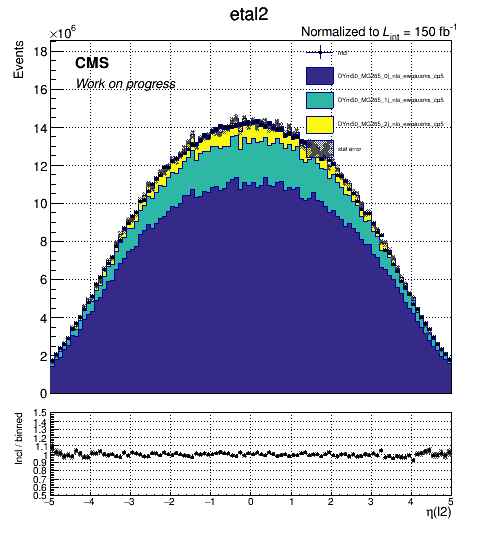 etal2
×10⁶
Normalized to L_int = 150 fb⁻¹
Events
CMS
Work on progress
incl
DYm50_MG265_0j_nlo_ewparams_cp5
DYm50_MG265_1j_nlo_ewparams_cp5
DYm50_MG265_2j_nlo_ewparams_cp5
stat error
18
16
14
12
10
8
6
4
2
0
Incl / binned
1.5
1.4
1.3
1.2
1.1
1
0.9
0.8
0.7
0.6
0.5
−5 −4 −3 −2 −1 0 1 2 3 4 5
η(l2)